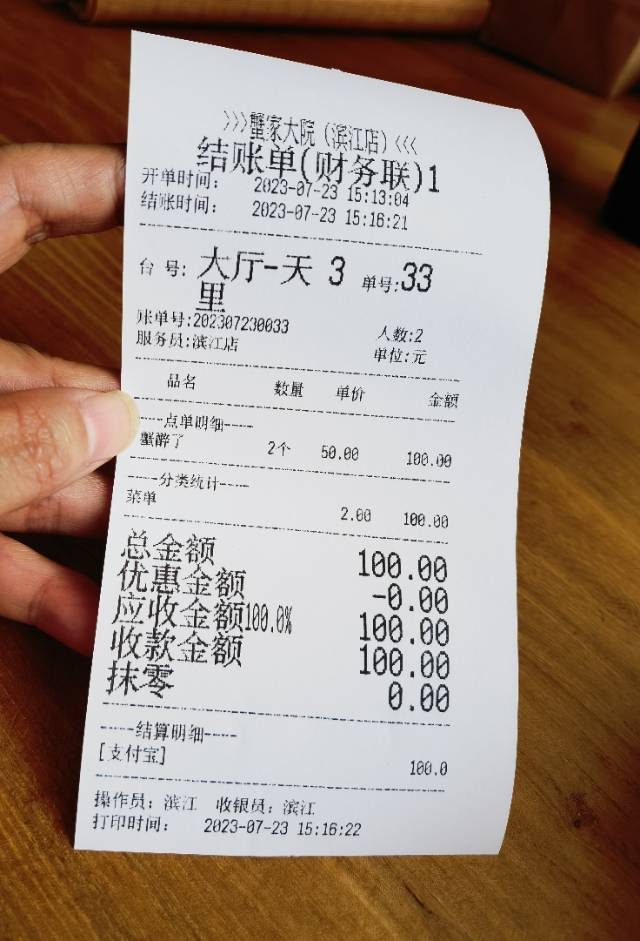 >>>蟹家大院（滨江店）<<<
结账单(财务联)1
开单时间： 2023-07-23 15:13:04
结账时间： 2023-07-23 15:16:21
台 号: 大厅-天 3 单号:33
里
账单号:202307230033 人数:2
服务员:滨江店 单位:元
品名 数量 单价 金额
-----点单明细-----
蟹醉了 2个 50.00 100.00
-----分类统计-----
菜单 2.00 100.00
总金额 100.00
优惠金额 -0.00
应收金额100.0% 100.00
收款金额 100.00
抹零 0.00
-----结算明细-----
[支付宝] 100.0
操作员：滨江 收银员：滨江
打印时间： 2023-07-23 15:16:22